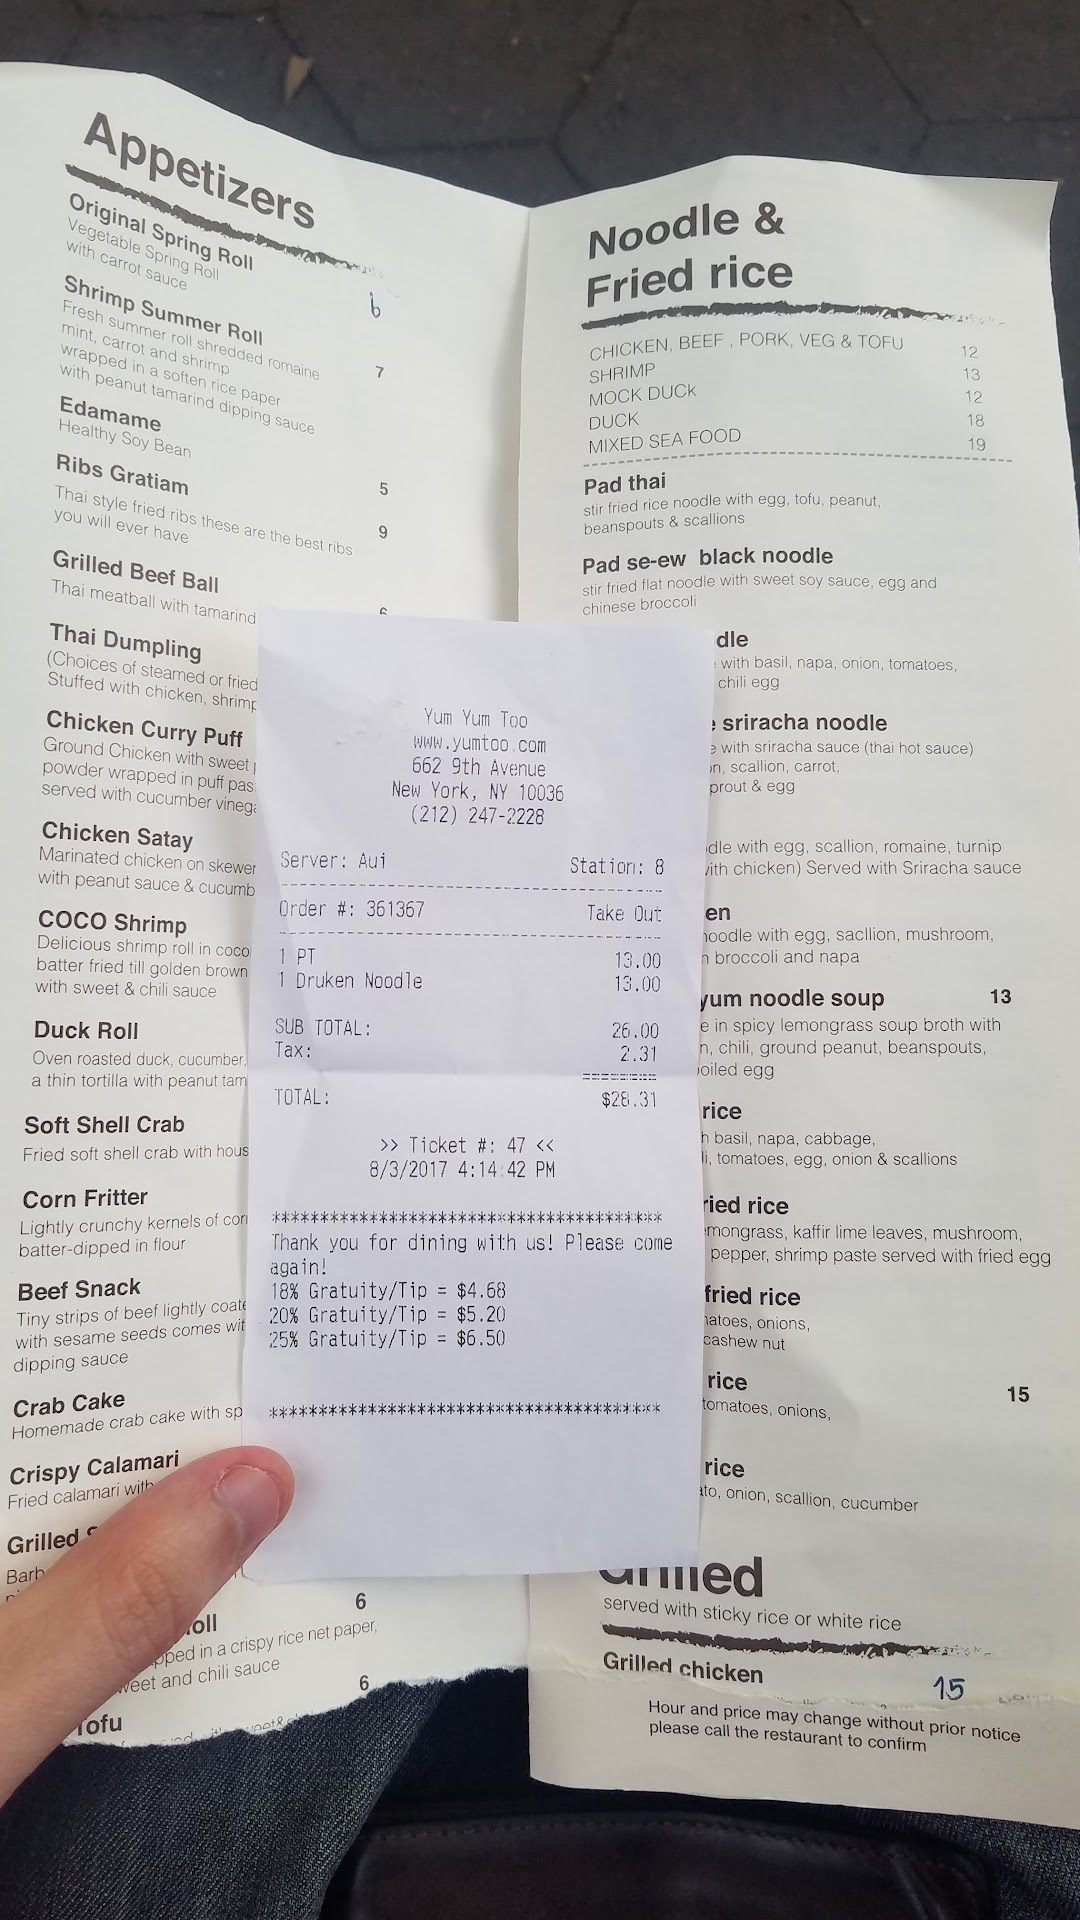 Appetizers
Original Spring Roll
Vegetable Spring Roll
with carrot sauce
6
Shrimp Summer Roll
Fresh summer roll shredded romaine
mint, carrot and shrimp
wrapped in a soften rice paper
with peanut tamarind dipping sauce
7
Edamame
Healthy Soy Bean
5
Ribs Gratiam
Thai style fried ribs these are the best ribs
you will ever have
9
Grilled Beef Ball
Thai meatball with tamarind
Thai Dumpling
(Choices of steamed or fried
Stuffed with chicken, shrimp
Chicken Curry Puff
Ground Chicken with sweet
powder wrapped in puff
served with cucumber
Chicken Satay
Marinated chicken on skewer
with peanut sauce &
COCO Shrimp
Delicious shrimp roll in
batter fried till golden brown
with sweet & chili sauce
Duck Roll
Oven roasted duck, cucumber,
a thin tortilla with peanut
Soft Shell Crab
Fried soft shell crab with
Corn Fritter
Lightly crunchy kernels of
batter-dipped in flour
Beef Snack
Tiny strips of beef lightly
with sesame seeds comes
dipping sauce
Crab Cake
Homemade crab cake with
Crispy Calamari
Fried calamari with
Grilled
6
in a crispy rice net paper,
and chili sauce
6
Tofu
Noodle &
Fried rice
CHICKEN, BEEF , PORK, VEG & TOFU 12
SHRIMP 13
MOCK DUCK 12
DUCK 18
MIXED SEA FOOD 19
Pad thai
stir fried rice noodle with egg, tofu, peanut,
beanspouts & scallions
Pad se-ew black noodle
stir fried flat noodle with sweet soy sauce, egg and
chinese broccoli
with basil, napa, onion, tomatoes,
chili egg
sriracha noodle
with sriracha sauce (thai hot sauce)
scallion, carrot,
& egg
with egg, scallion, romaine, turnip
chicken) Served with Sriracha sauce
with egg, sacllion, mushroom,
broccoli and napa
yum noodle soup 13
in spicy lemongrass soup broth with
chili, ground peanut, beanspouts,
egg
rice
basil, napa, cabbage,
tomatoes, egg, onion & scallions
rice
kaffir lime leaves, mushroom,
pepper, shrimp paste served with fried egg
fried rice
onions,
cashew nut
rice 15
tomatoes, onions,
rice
onion, scallion, cucumber
Grilled
served with sticky rice or white rice
Grilled chicken 15
Hour and price may change without prior notice
please call the restaurant to confirm
Yum Yum Too
www.yumtoo.com
662 9th Avenue
New York, NY 10036
(212) 247-2228
Server: Aui Station: 8
Order #: 361367 Take Out
1 PT 13.00
1 Druken Noodle 13.00
SUB TOTAL: 26.00
Tax: 2.31
TOTAL: $28.31
>> Ticket #: 47 <<
8/3/2017 4:14:42 PM
Thank you for dining with us! Please come
again!
18% Gratuity/Tip = $4.68
20% Gratuity/Tip = $5.20
25% Gratuity/Tip = $6.50